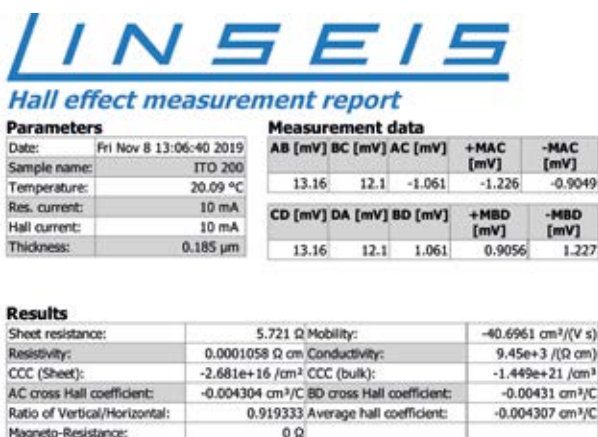 LINSEIS
Hall effect measurement report
Parameters
Date: Fri Nov 8 13:06:40 2019
Sample name: ITO 200
Temperature: 20.09 °C
Res. current: 10 mA
Hall current: 10 mA
Thickness: 0.185 µm
Measurement data
AB [mV] BC [mV] AC [mV] +MAC [mV] -MAC [mV]
13.16 12.1 -1.061 -1.226 -0.9049
CD [mV] DA [mV] BD [mV] +MBD [mV] -MBD [mV]
13.16 12.1 1.061 0.9056 1.227
Results
Sheet resistance: 5.721 Ω Mobility: -40.6961 cm²/(V s)
Resistivity: 0.0001058 Ω cm Conductivity: 9.45e+3 /(Ω cm)
CCC (Sheet): -2.681e+16 /cm² CCC (bulk): -1.449e+21 /cm³
AC cross Hall coefficient: -0.004304 cm³/C BD cross Hall coefficient: -0.00431 cm³/C
Ratio of Vertical/Horizontal: 0.919333 Average hall coefficient: -0.004307 cm³/C
Magneto-Resistance: 0 Ω